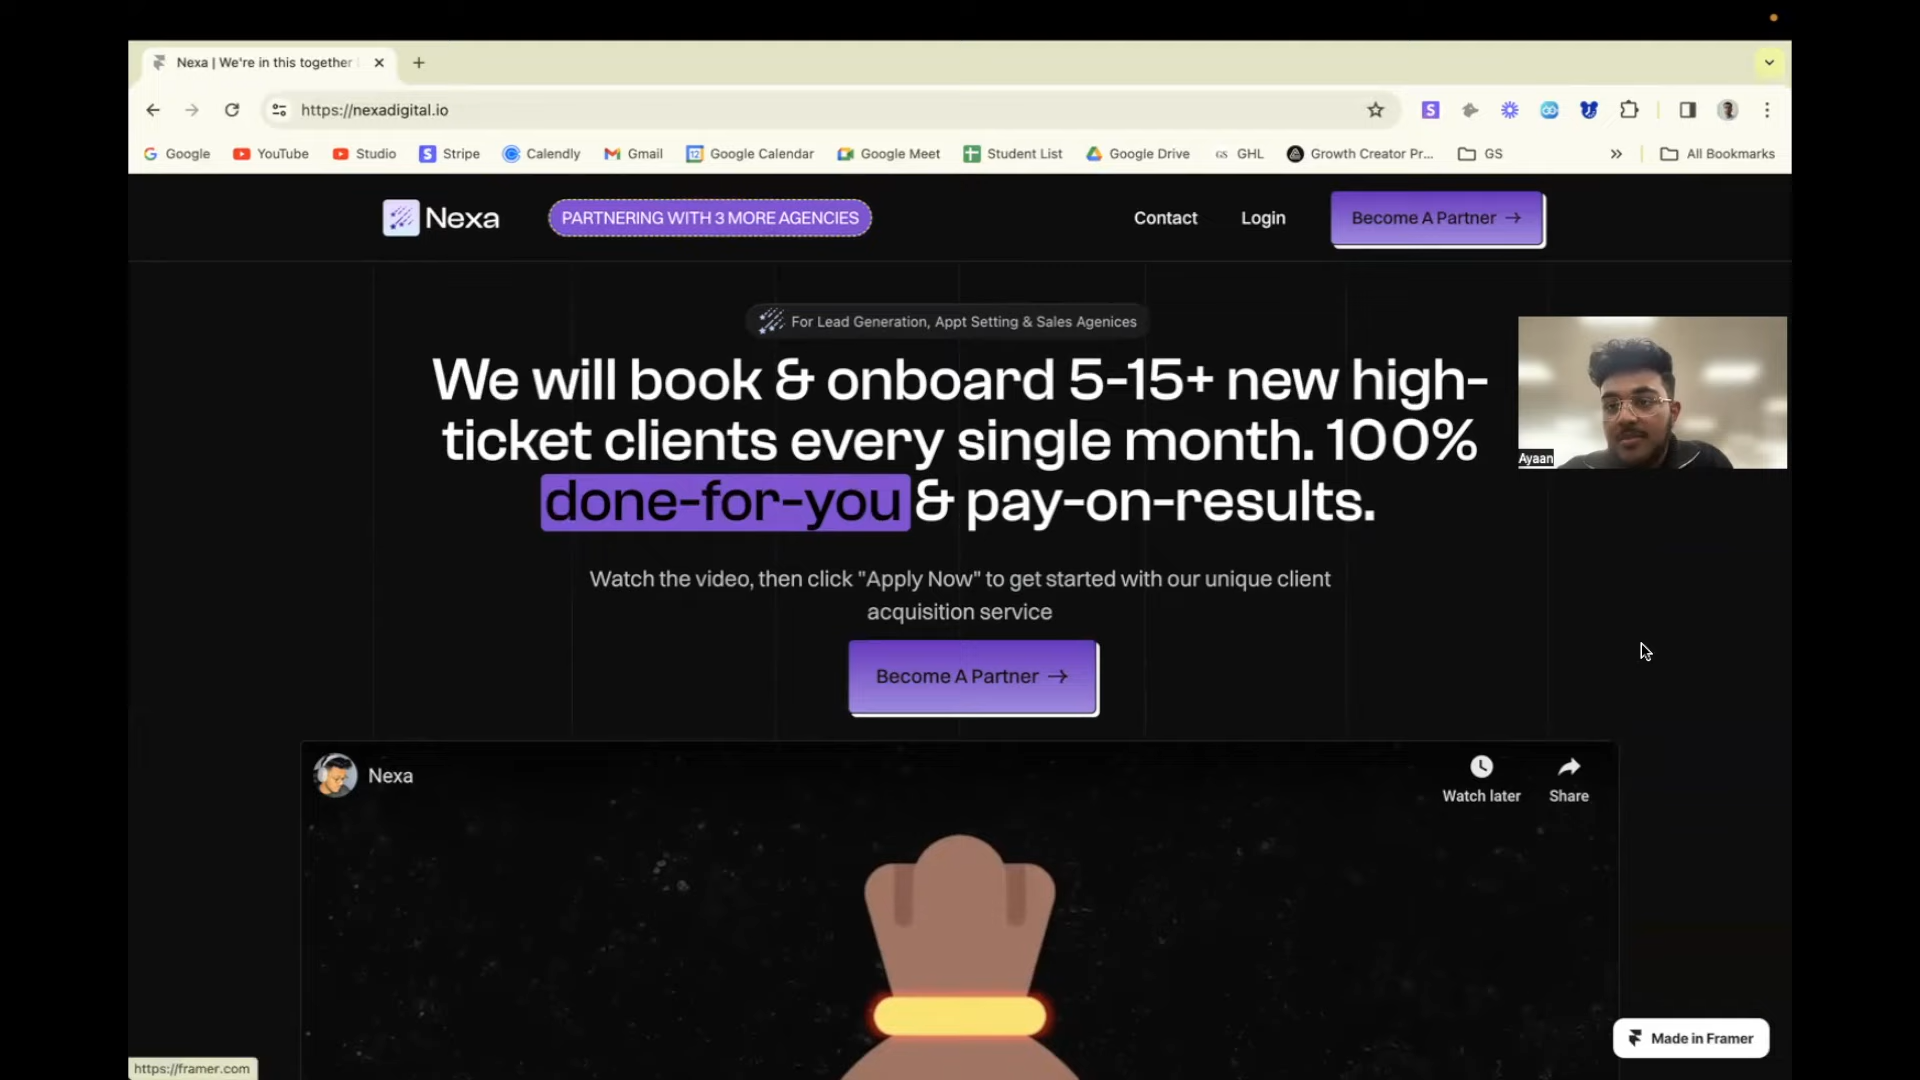 Nexa | We're in this together
https://nexadigital.io
Google
YouTube
Studio
Stripe
Calendly
Gmail
Google Calendar
Google Meet
Student List
Google Drive
GHL
Growth Creator Pr...
GS
All Bookmarks
Nexa
PARTNERING WITH 3 MORE AGENCIES
Contact
Login
Become A Partner →
For Lead Generation, Appt Setting & Sales Agenices
We will book & onboard 5-15+ new high-
ticket clients every single month. 100%
done-for-you & pay-on-results.
Ayaan
Watch the video, then click "Apply Now" to get started with our unique client
acquisition service
Become A Partner →
Nexa
Watch later
Share
Made in Framer
https://framer.com